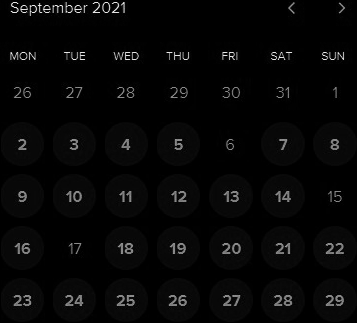 September 2021
MON TUE WED THU FRI SAT SUN
26 27 28 29 30 31 1
2 3 4 5 6 7 8
9 10 11 12 13 14 15
16 17 18 19 20 21 22
23 24 25 26 27 28 29